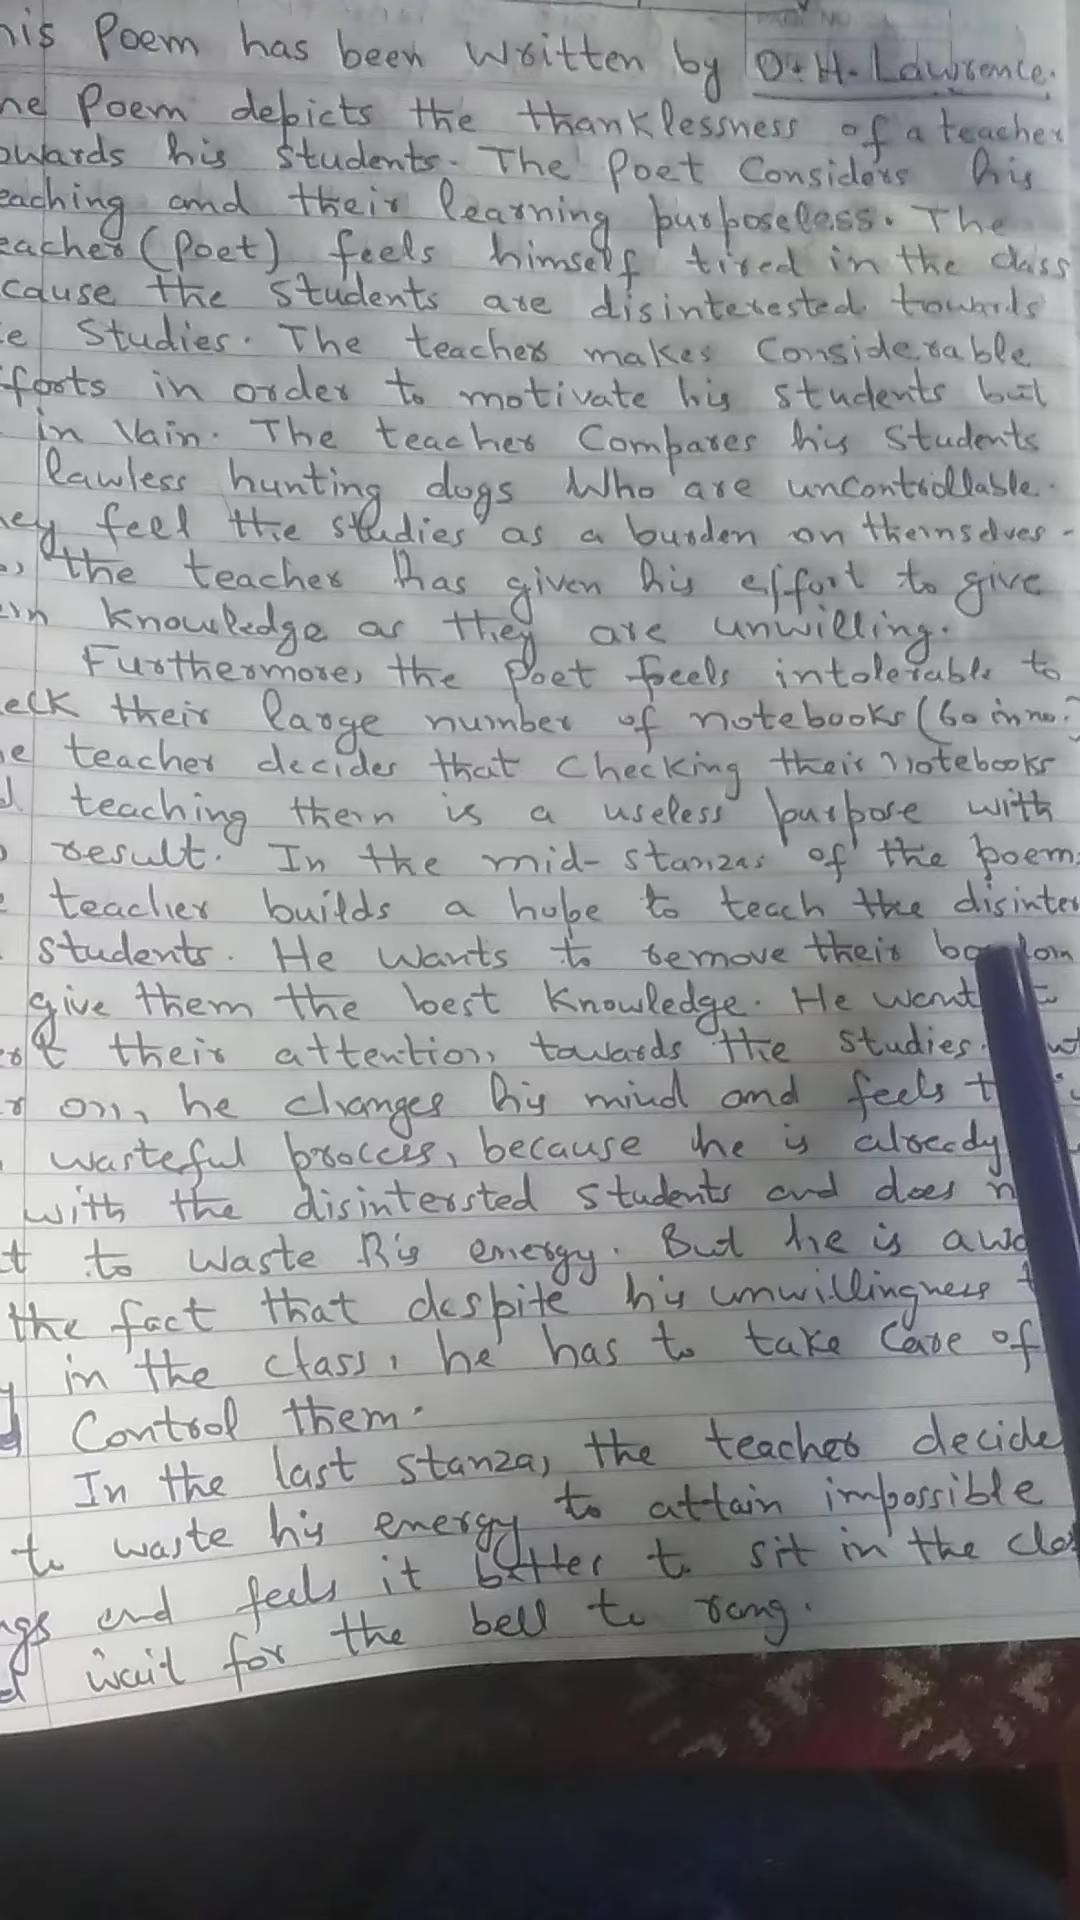 his Poem has been written by D. H. Lawrence.
he Poem depicts the thanklessness of a teacher
owards his students. The Poet Considers his
eaching and their learning purposeless. The
eacher (Poet) feels himself tired in the class
cause the students are disinterested towards
e Studies. The teacher makes Considerable
fforts in order to motivate his students but
in Vain. The teacher Compares his Students
lawless hunting dogs who are uncontrollable.
hey feel the studies as a burden on themselves -
the teacher has given his effort to give
Knowledge as they are unwilling.
Furthermore, the Poet feels intolerable to
eck their large number of notebooks (60 in no.)
e teacher decides that Checking their notebooks
d teaching them is a useless purpose with
o result. In the mid-stanzas of the poem,
e teacher builds a hope to teach the disinter
students. He wants to remove their
give them the best Knowledge. He want
their attention towards the studies.
r on, he changes his mind and feels t
wasteful process, because he is already
with the disintersted students and does n
t to waste his energy. But he is awa
the fact that despite his unwillingness t
y in the class, he has to take Care of
d Control them.
In the last stanza, the teacher decide
to waste his energy to attain impossible
ngs and feels it better to sit in the clas
d wait for the bell to rang.